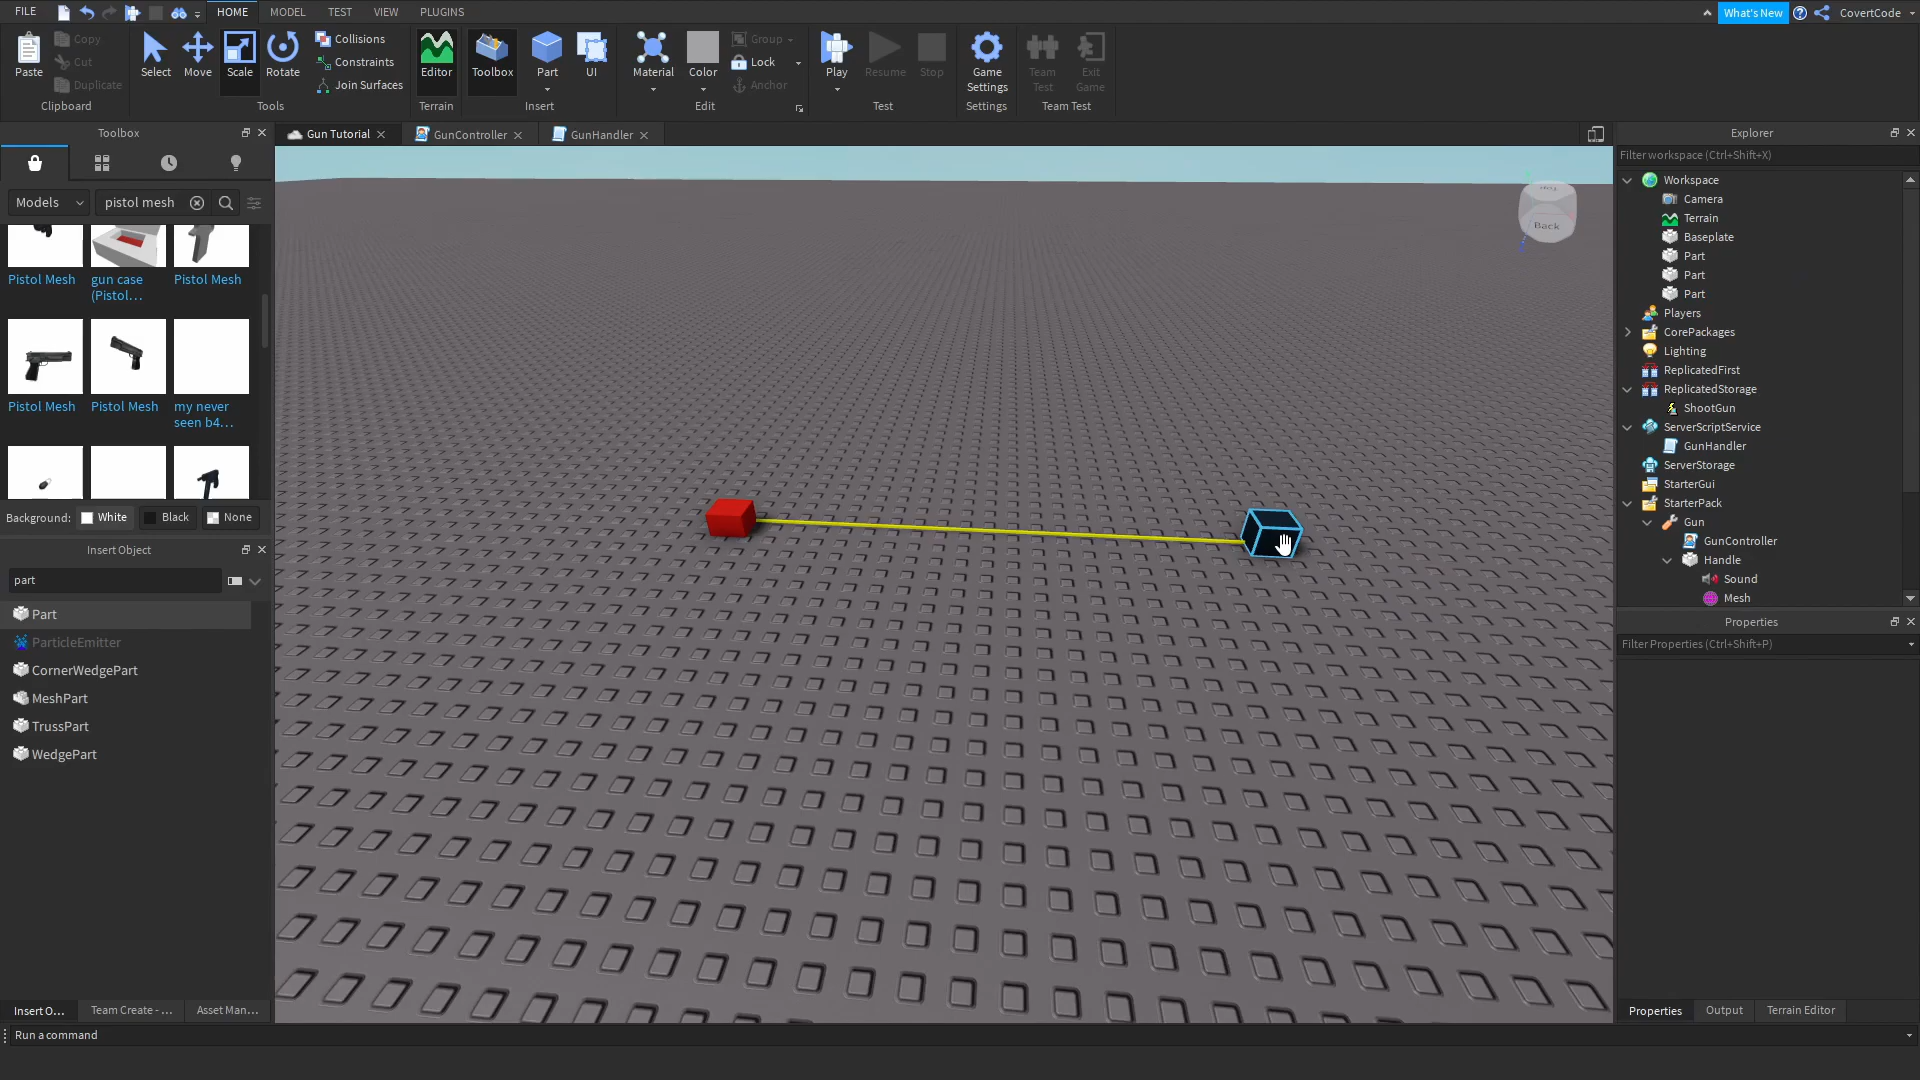 FILE HOME MODEL TEST VIEW PLUGINS What's New CovertCode
Paste Copy Cut Duplicate
Clipboard
Select Move Scale Rotate Collisions Constraints Join Surfaces
Tools
Editor
Terrain
Toolbox Part UI
Insert
Material Color Group Lock Anchor
Edit
Play Resume Stop
Test
Game Settings
Settings
Team Test Exit Game
Team Test
Toolbox
Models pistol mesh
Pistol Mesh
gun case (Pistol...
Pistol Mesh
Pistol Mesh
Pistol Mesh
my never seen b4...
Background: White Black None
Insert Object
part
Part
ParticleEmitter
CornerWedgePart
MeshPart
TrussPart
WedgePart
Insert O... Team Create - ... Asset Man...
Run a command
Gun Tutorial GunController GunHandler
Back
Explorer
Filter workspace (Ctrl+Shift+X)
Workspace
Camera
Terrain
Baseplate
Part
Part
Part
Players
CorePackages
Lighting
ReplicatedFirst
ReplicatedStorage
ShootGun
ServerScriptService
GunHandler
ServerStorage
StarterGui
StarterPack
Gun
GunController
Handle
Sound
Mesh
Properties
Filter Properties (Ctrl+Shift+P)
Properties Output Terrain Editor